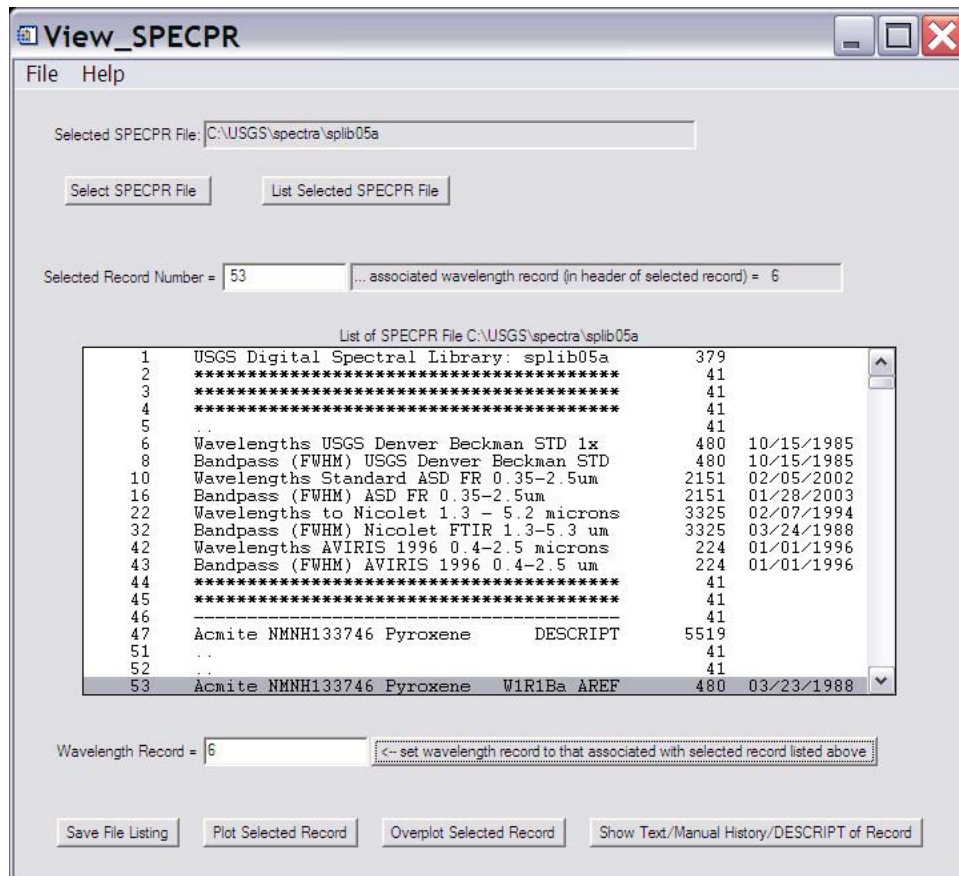 View_SPECPR
File Help
Selected SPECPR File: C:\USGS\spectra\splib05a
Select SPECPR File List Selected SPECPR File
Selected Record Number = 53 ... associated wavelength record (in header of selected record) = 6
List of SPECPR File C:\USGS\spectra\splib05a
1 USGS Digital Spectral Library: splib05a 379
2 **************************************** 41
3 **************************************** 41
4 **************************************** 41
5 .. 41
6 Wavelengths USGS Denver Beckman STD 1x 480 10/15/1985
8 Bandpass (FWHM) USGS Denver Beckman STD 480 10/15/1985
10 Wavelengths Standard ASD FR 0.35-2.5um 2151 02/05/2002
16 Bandpass (FWHM) ASD FR 0.35-2.5um 2151 01/28/2003
22 Wavelengths to Nicolet 1.3 - 5.2 microns 3325 02/07/1994
32 Bandpass (FWHM) Nicolet FTIR 1.3-5.3 um 3325 03/24/1988
42 Wavelengths AVIRIS 1996 0.4-2.5 microns 224 01/01/1996
43 Bandpass (FWHM) AVIRIS 1996 0.4-2.5 um 224 01/01/1996
44 **************************************** 41
45 **************************************** 41
46 ---------------------------------------- 41
47 Acmite NMNH133746 Pyroxene DESCRIPT 5519
51 .. 41
52 .. 41
53 Acmite NMNH133746 Pyroxene W1R1Ba AREF 480 03/23/1988
Wavelength Record = 6 <-- set wavelength record to that associated with selected record listed above
Save File Listing Plot Selected Record Overplot Selected Record Show Text/Manual History/DESCRIPT of Record